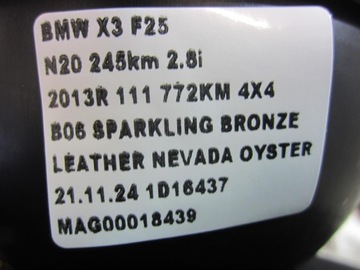 BMW X3 F25
N20 245km 2.8i
2013R 111 772KM 4X4
B06 SPARKLING BRONZE
LEATHER NEVADA OYSTER
21.11.24 1D16437
MAG00018439